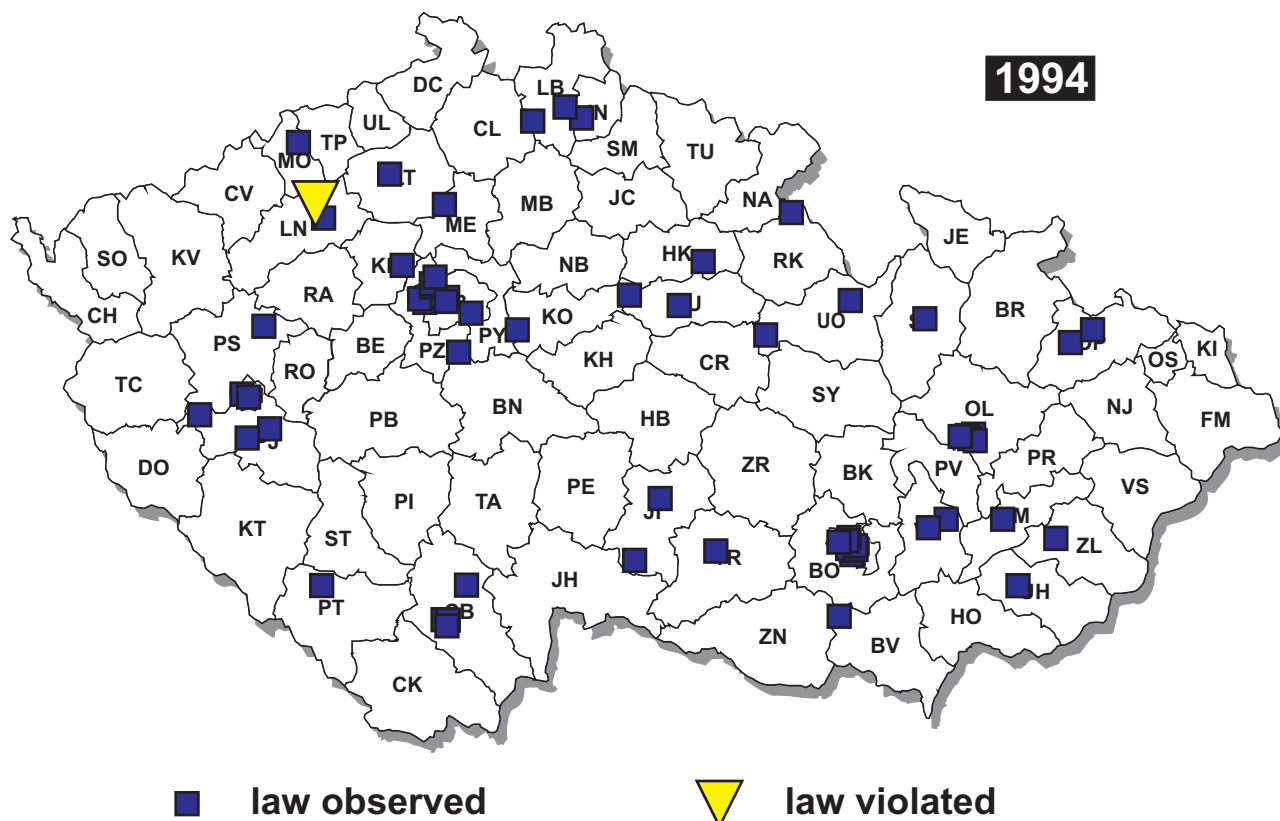 1994
DC
LB
UL
CL
TP
SM
TU
MO
CV
LT
MB
JC
NA
ME
LN
JE
SO
KV
HK
RK
NB
RA
CH
BR
KO
UO
PS
BE
PZ
PY
KH
CR
OS
KI
TC
RO
SY
PB
BN
HB
OL
NJ
FM
DO
ZR
BK
PV
PR
VS
PI
TA
PE
KT
ST
JI
ZL
BO
JH
PT
UH
HO
ZN
BV
CK
law observed
law violated